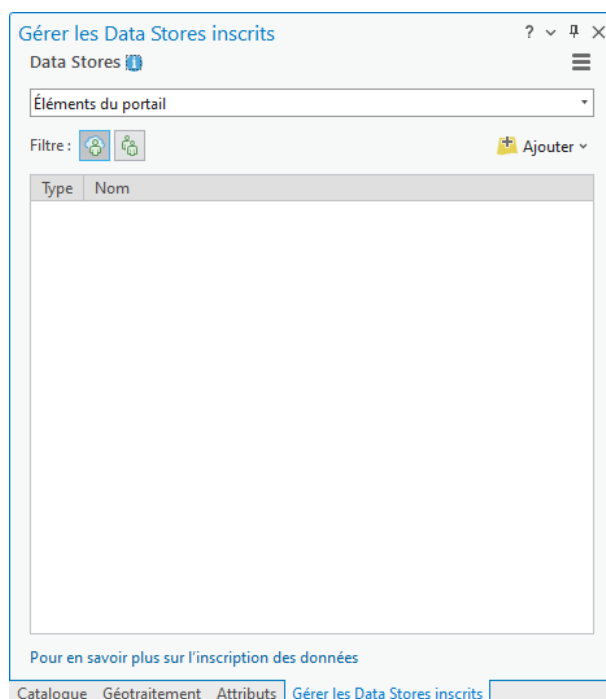 Gérer les Data Stores inscrits ?
Data Stores
Éléments du portail
Filtre : Ajouter
Type Nom
Pour en savoir plus sur l'inscription des données
Catalogue Géotraitement Attributs Gérer les Data Stores inscrits